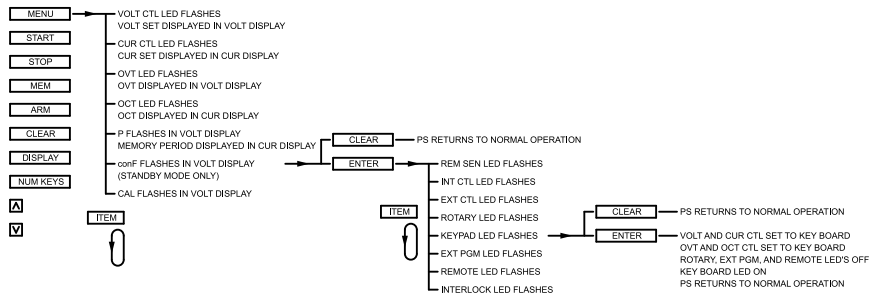 MENU
START
STOP
MEM
ARM
CLEAR
DISPLAY
NUM KEYS
VOLT CTL LED FLASHES
VOLT SET DISPLAYED IN VOLT DISPLAY
CUR CTL LED FLASHES
CUR SET DISPLAYED IN CUR DISPLAY
OVT LED FLASHES
OVT DISPLAYED IN VOLT DISPLAY
OCT LED FLASHES
OCT DISPLAYED IN CUR DISPLAY
P FLASHES IN VOLT DISPLAY
MEMORY PERIOD DISPLAYED IN CUR DISPLAY
conF FLASHES IN VOLT DISPLAY
(STANDBY MODE ONLY)
CAL FLASHES IN VOLT DISPLAY
ITEM
CLEAR
PS RETURNS TO NORMAL OPERATION
ENTER
REM SEN LED FLASHES
INT CTL LED FLASHES
EXT CTL LED FLASHES
ROTARY LED FLASHES
KEYPAD LED FLASHES
EXT PGM LED FLASHES
REMOTE LED FLASHES
INTERLOCK LED FLASHES
ITEM
CLEAR
PS RETURNS TO NORMAL OPERATION
ENTER
VOLT AND CUR CTL SET TO KEY BOARD
OVT AND OCT CTL SET TO KEY BOARD
ROTARY, EXT PGM, AND REMOTE LED'S OFF
KEY BOARD LED ON
PS RETURNS TO NORMAL OPERATION